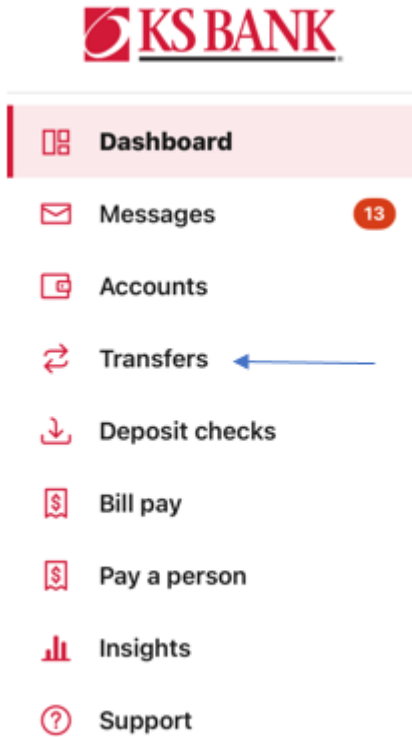 KS BANK
Dashboard
Messages 13
Accounts
Transfers
Deposit checks
Bill pay
Pay a person
Insights
Support